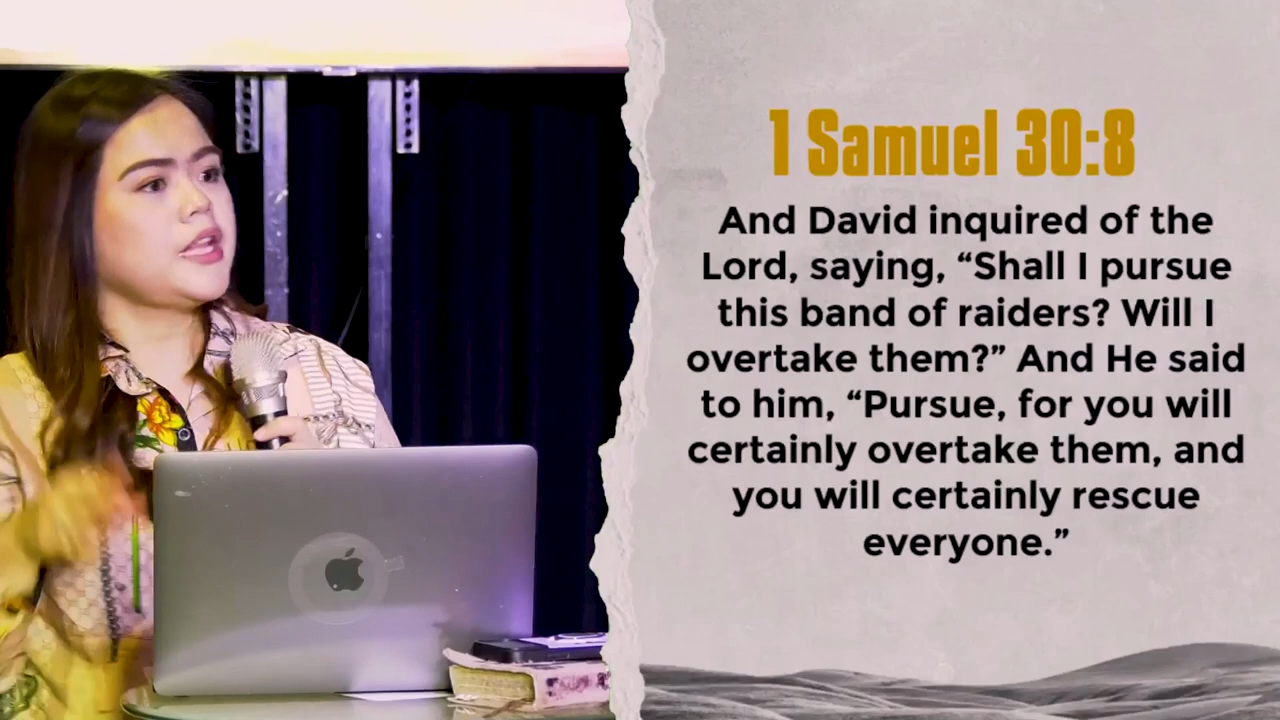 1 Samuel 30:8
And David inquired of the
Lord, saying, “Shall I pursue
this band of raiders? Will I
overtake them?” And He said
to him, “Pursue, for you will
certainly overtake them, and
you will certainly rescue
everyone.”